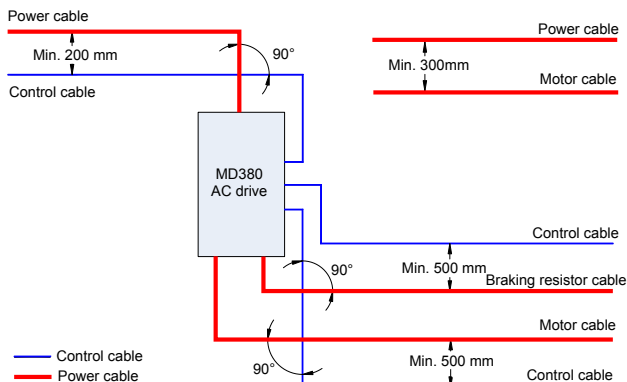 Power cable
Min. 200 mm
90°
Control cable
Power cable
Min. 300mm
Motor cable
MD380
AC drive
Control cable
90°
Min. 500 mm
Braking resistor cable
Motor cable
Control cable
90°
Min. 500 mm
Power cable
Control cable